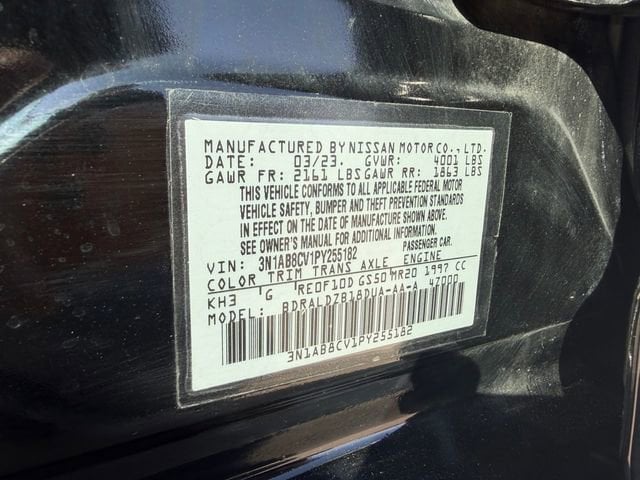 MANUFACTURED BY NISSAN MOTOR CO., LTD.
DATE: 03/23. GVWR: 4001 LBS
GAWR FR: 2161 LBS GAWR RR: 1863 LBS
THIS VEHICLE CONFORMS TO ALL APPLICABLE FEDERAL MOTOR
VEHICLE SAFETY, BUMPER AND THEFT PREVENTION STANDARDS
IN EFFECT ON THE DATE OF MANUFACTURE SHOWN ABOVE.
SEE OWNER'S MANUAL FOR ADDITIONAL INFORMATION.
VIN: 3N1AB8CV1PY255182 PASSENGER CAR.
COLOR TRIM TRANS AXLE ENGINE
KH3 G RE0F10D GS50 MR20 1997 CC
MODEL: BDRALDZB18DUA-AA-A 4Z000
3N1AB8CV1PY255182